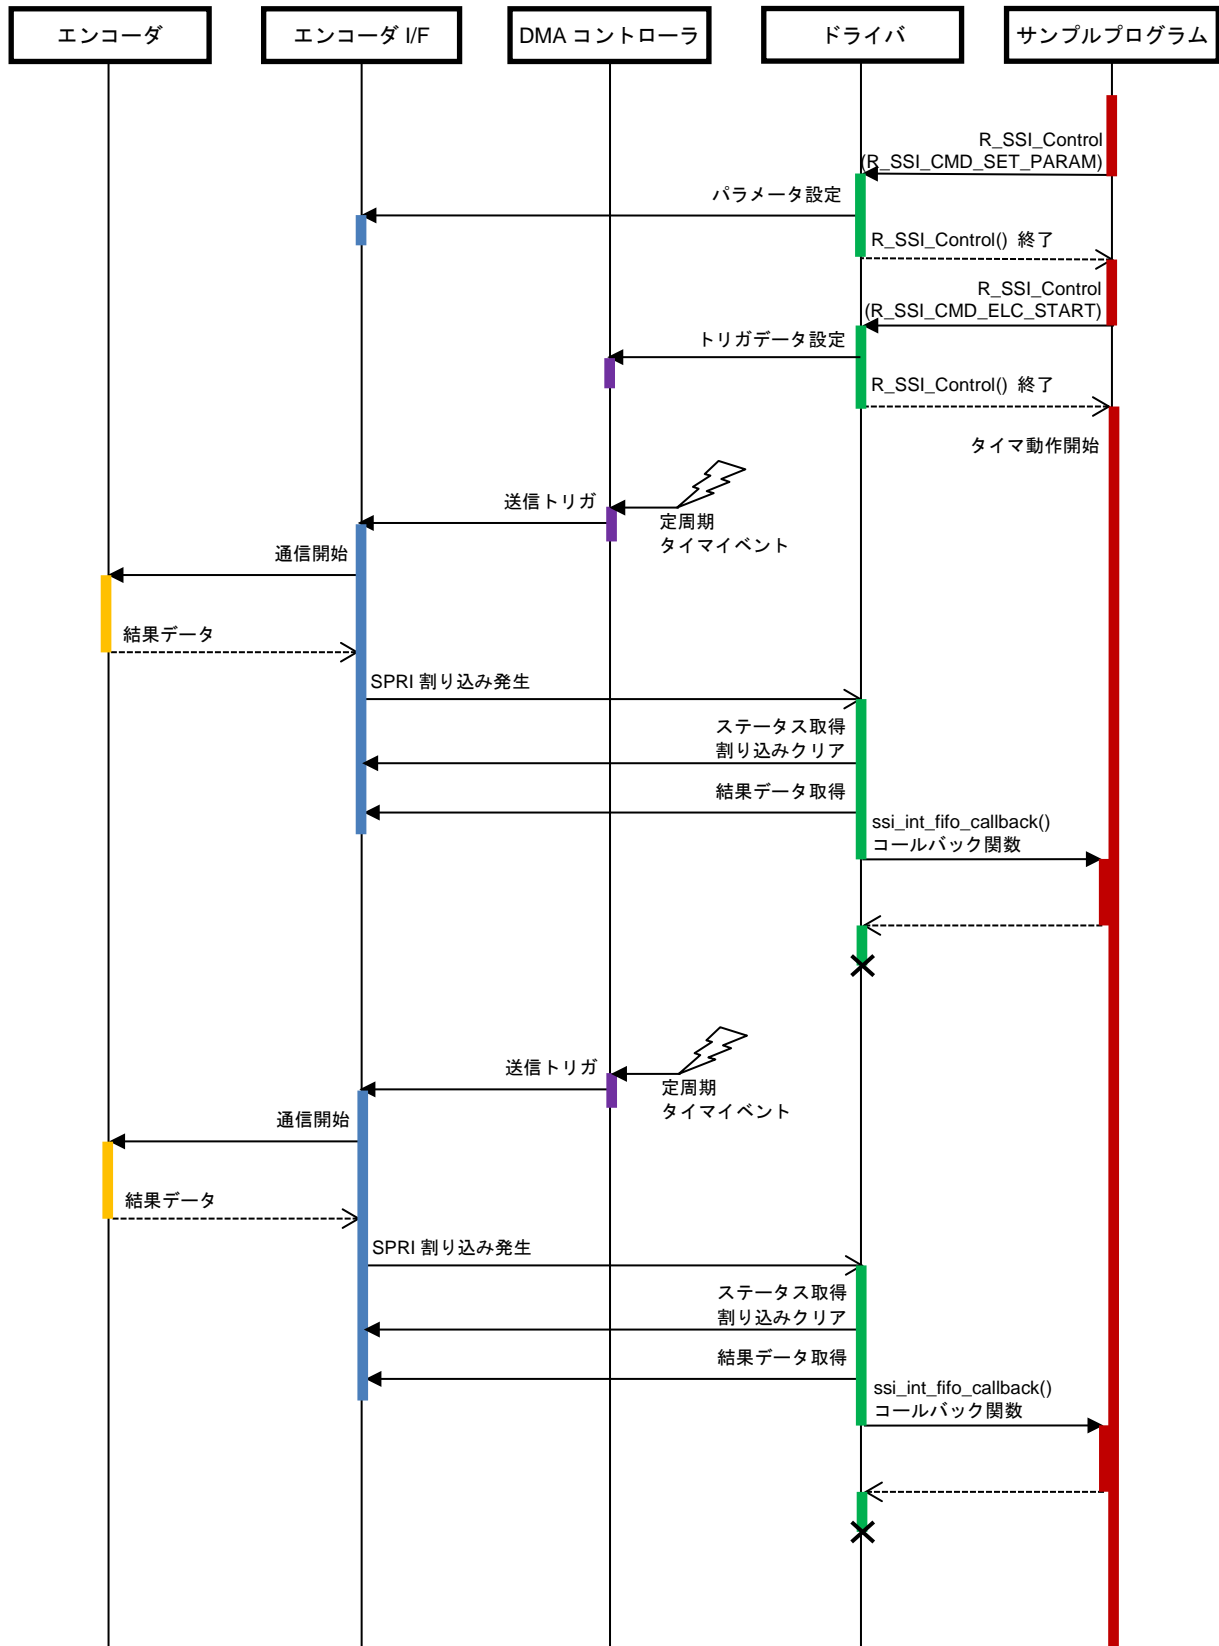 エンコーダ
エンコーダ I/F
DMA コントローラ
ドライバ
サンプルプログラム
R_SSI_Control
(R_SSI_CMD_SET_PARAM)
パラメータ設定
R_SSI_Control() 終了
R_SSI_Control
(R_SSI_CMD_ELC_START)
トリガデータ設定
R_SSI_Control() 終了
タイマ動作開始
送信トリガ
定周期
タイマイベント
通信開始
結果データ
SPRI 割り込み発生
ステータス取得
割り込みクリア
結果データ取得
ssi_int_fifo_callback()
コールバック関数
送信トリガ
定周期
タイマイベント
通信開始
結果データ
SPRI 割り込み発生
ステータス取得
割り込みクリア
結果データ取得
ssi_int_fifo_callback()
コールバック関数